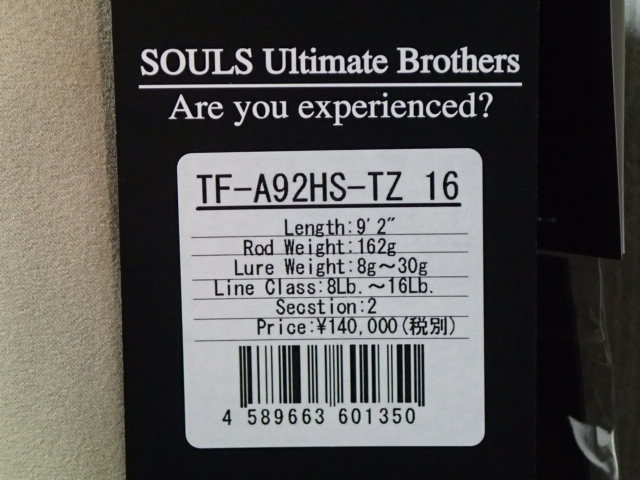 SOULS Ultimate Brothers
Are you experienced?
TF-A92HS-TZ 16
Length:9'2"
Rod Weight:162g
Lure Weight:8g～30g
Line Class:8Lb.～16Lb.
Secstion:2
Price:¥140,000(税別)
4 589663 601350